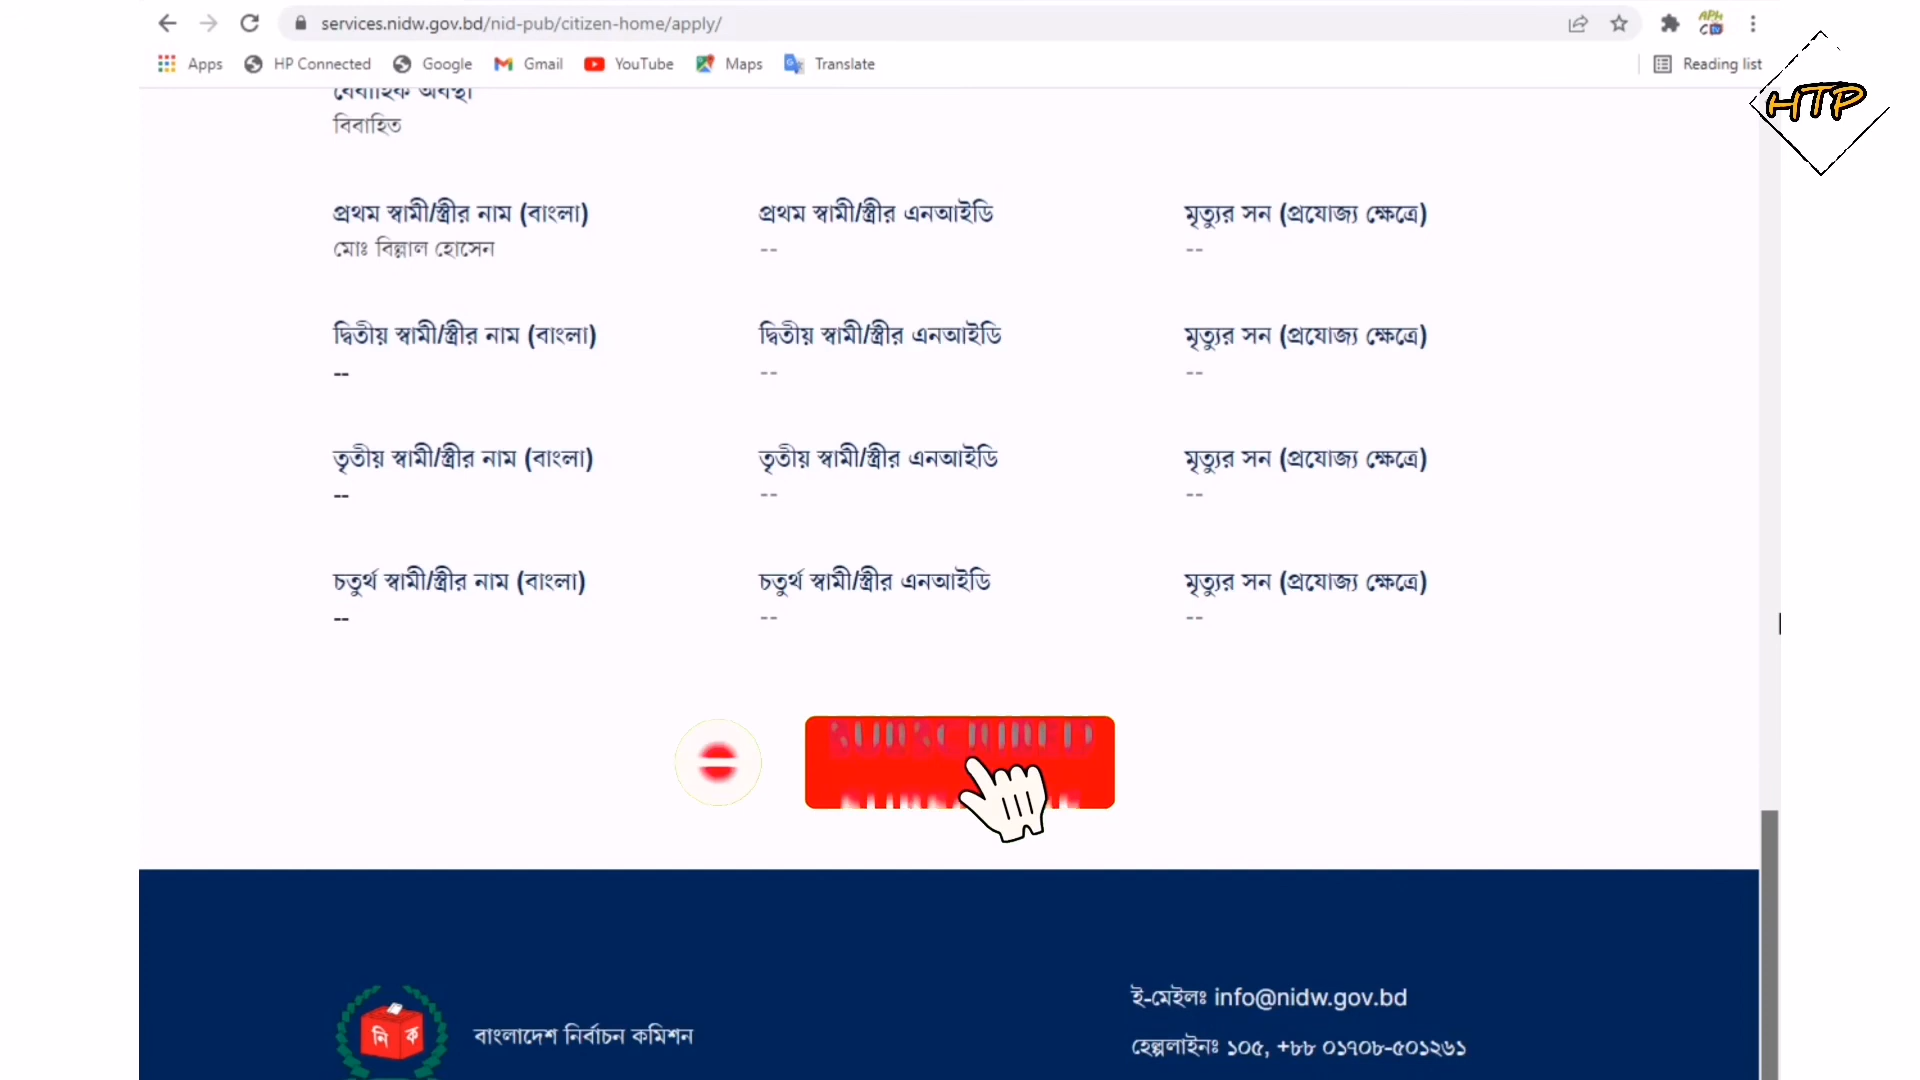 services.nidw.gov.bd/nid-pub/citizen-home/apply/
Apps HP Connected Google Gmail YouTube Maps Translate Reading list
HTP
বৈবাহিক অবস্থা
বিবাহিত
প্রথম স্বামী/স্ত্রীর নাম (বাংলা) প্রথম স্বামী/স্ত্রীর এনআইডি মৃত্যুর সন (প্রযোজ্য ক্ষেত্রে)
মোঃ বিল্লাল হোসেন -- --
দ্বিতীয় স্বামী/স্ত্রীর নাম (বাংলা) দ্বিতীয় স্বামী/স্ত্রীর এনআইডি মৃত্যুর সন (প্রযোজ্য ক্ষেত্রে)
-- -- --
তৃতীয় স্বামী/স্ত্রীর নাম (বাংলা) তৃতীয় স্বামী/স্ত্রীর এনআইডি মৃত্যুর সন (প্রযোজ্য ক্ষেত্রে)
-- -- --
চতুর্থ স্বামী/স্ত্রীর নাম (বাংলা) চতুর্থ স্বামী/স্ত্রীর এনআইডি মৃত্যুর সন (প্রযোজ্য ক্ষেত্রে)
-- -- --
SUBSCRIBED
ই-মেইলঃ info@nidw.gov.bd
নি ক বাংলাদেশ নির্বাচন কমিশন
হেল্পলাইনঃ ১০৫, +৮৮ ০১৭০৮-৫০১২৬১